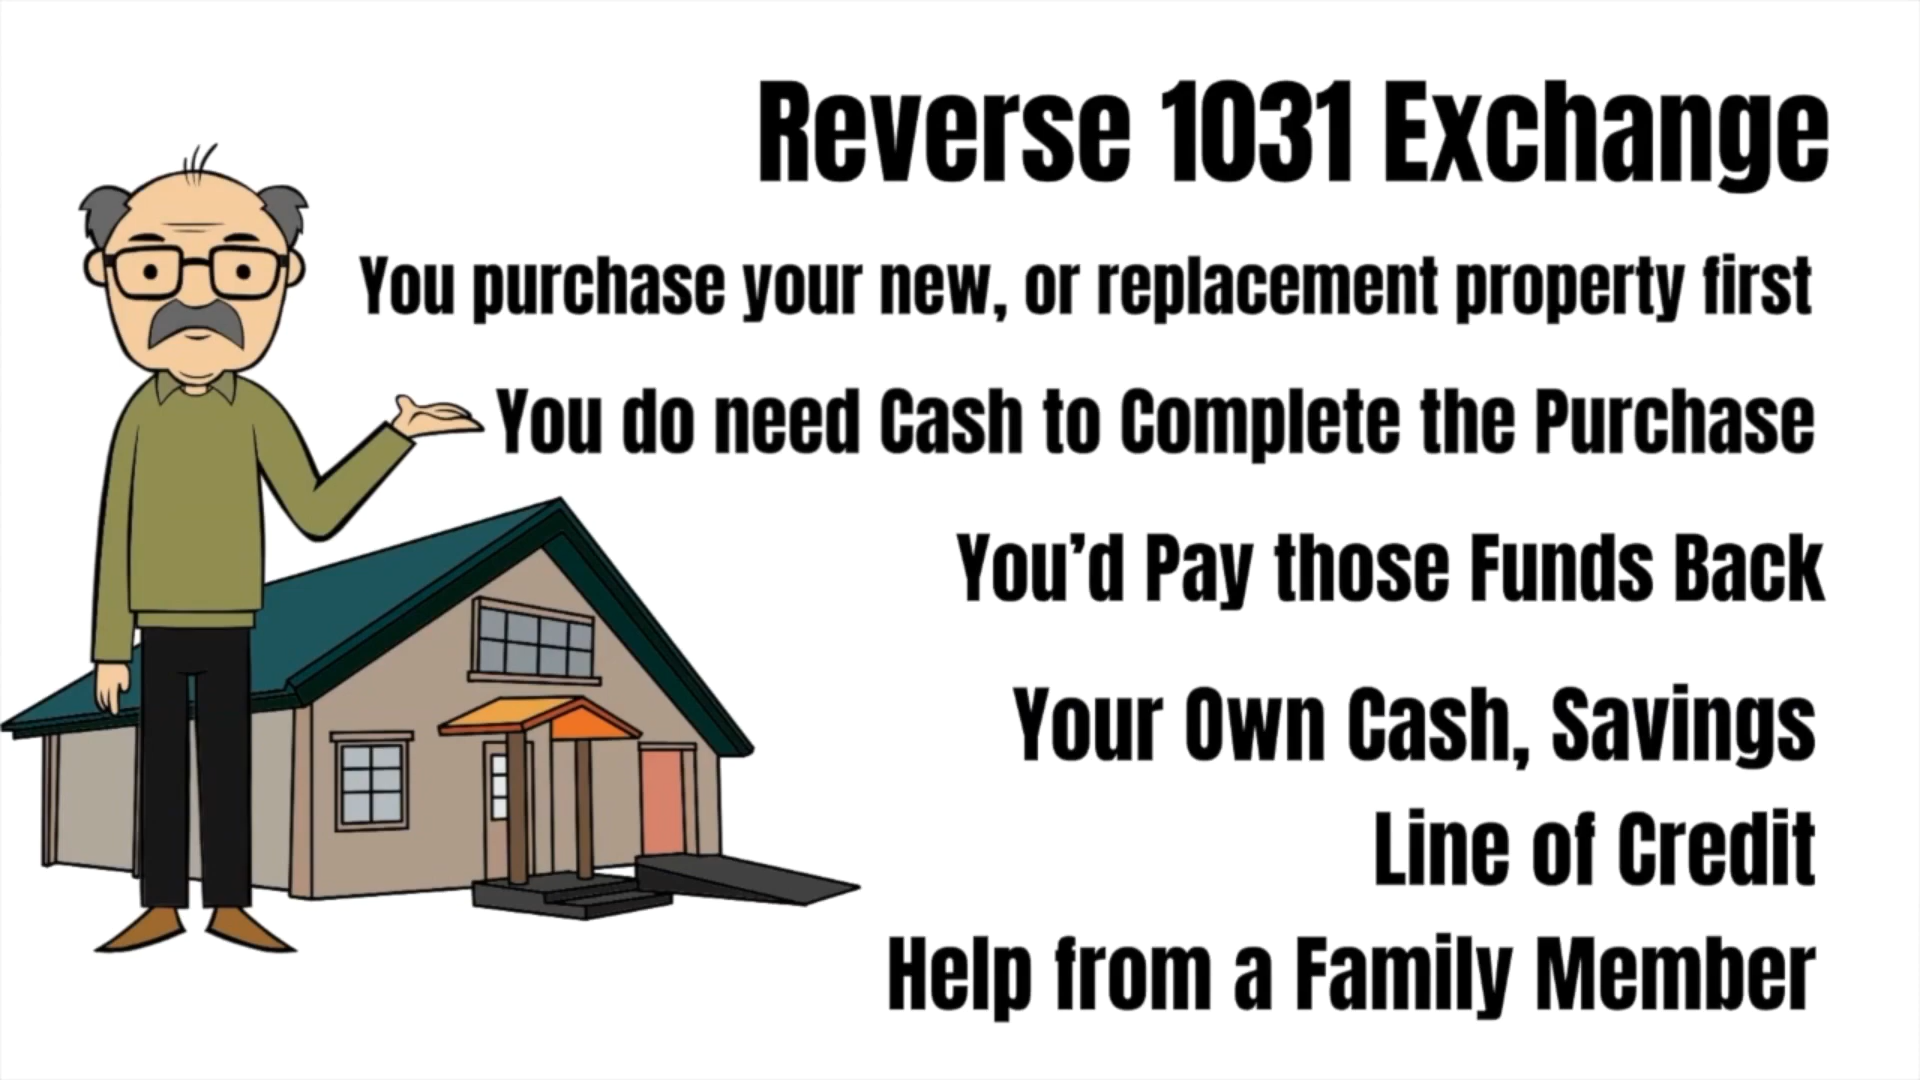 Reverse 1031 Exchange
You purchase your new, or replacement property first
You do need Cash to Complete the Purchase
You’d Pay those Funds Back
Your Own Cash, Savings
Line of Credit
Help from a Family Member